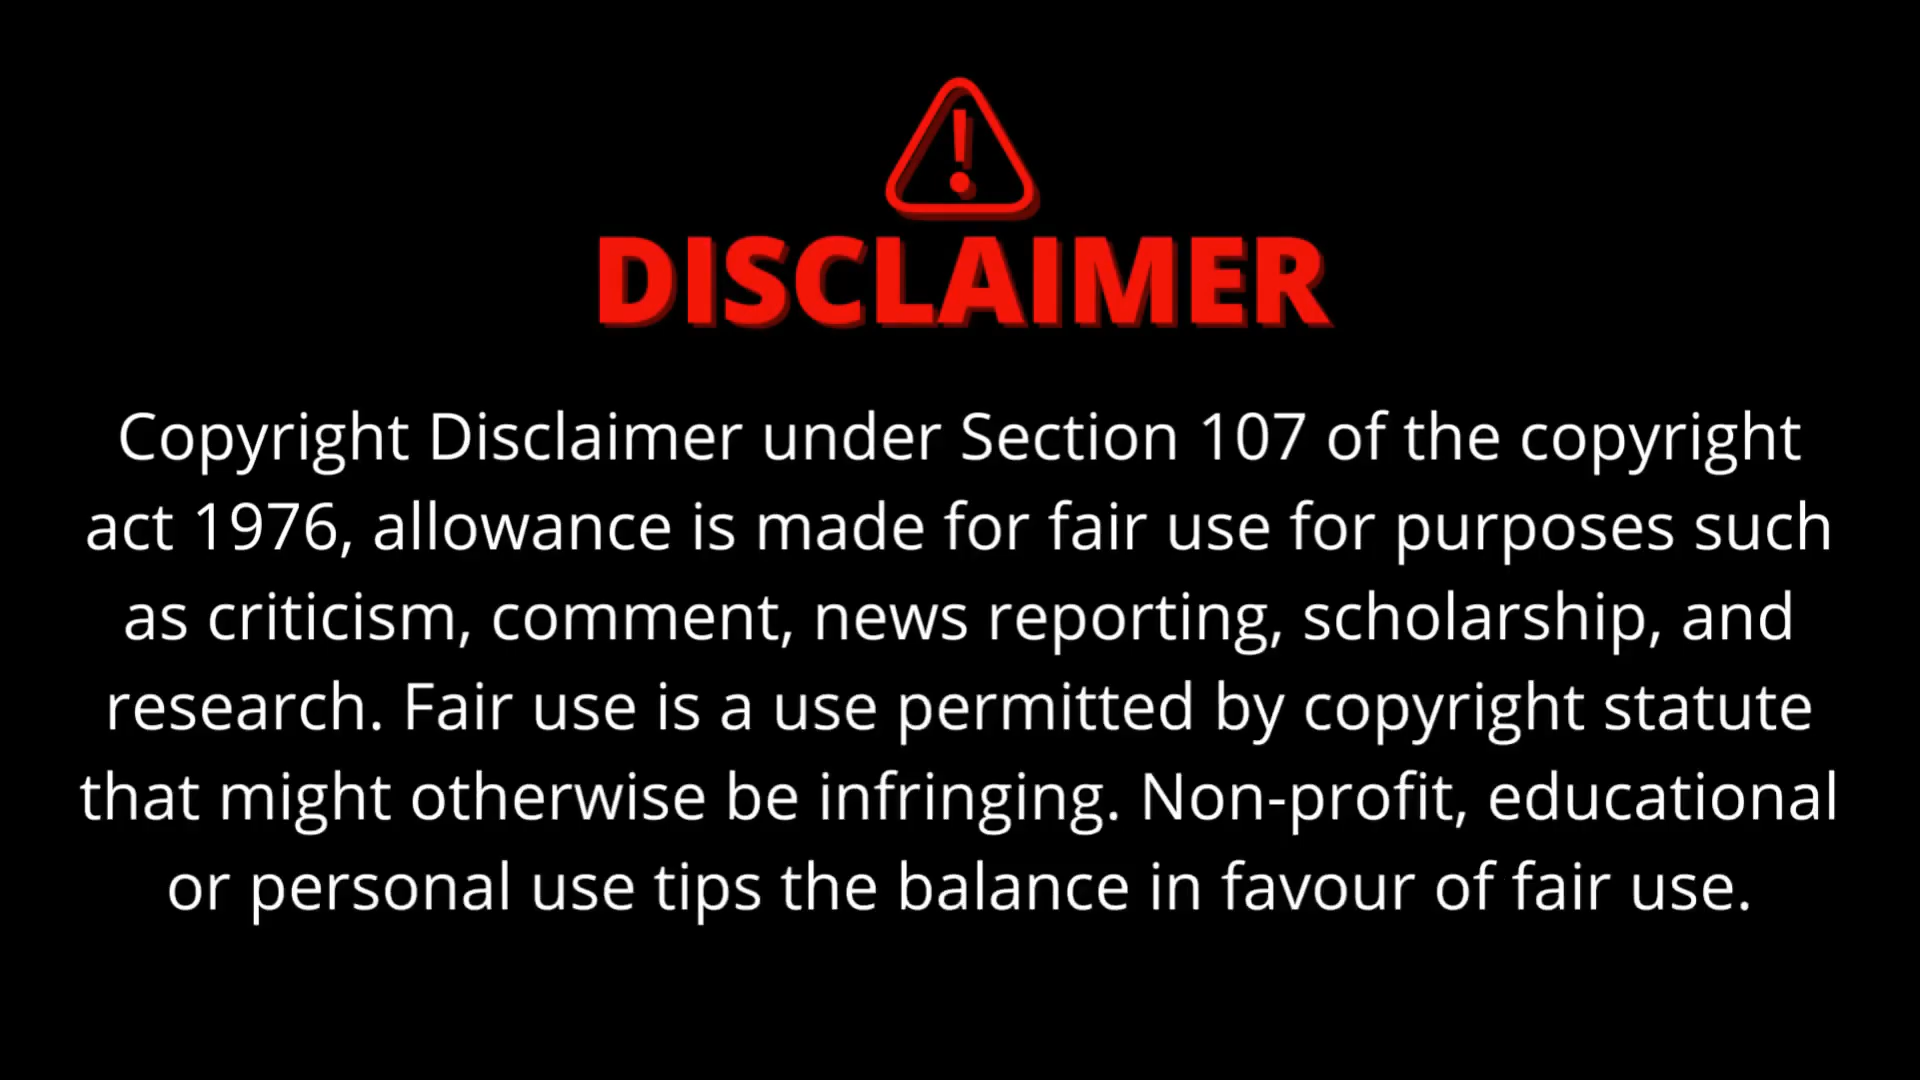 DISCLAIMER
Copyright Disclaimer under Section 107 of the copyright
act 1976, allowance is made for fair use for purposes such
as criticism, comment, news reporting, scholarship, and
research. Fair use is a use permitted by copyright statute
that might otherwise be infringing. Non-profit, educational
or personal use tips the balance in favour of fair use.